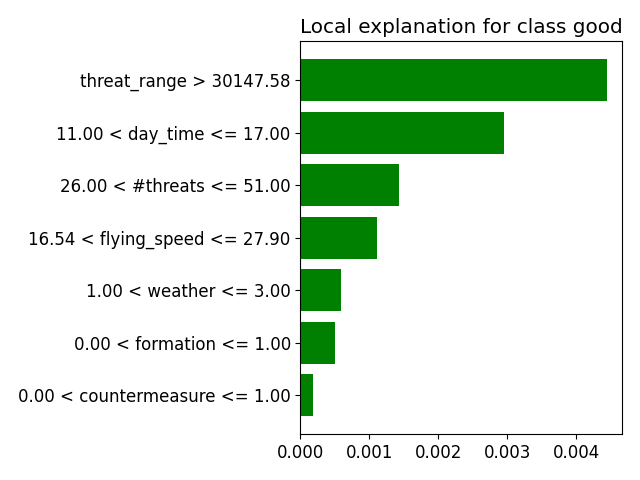 Local explanation for class good
threat_range > 30147.58
11.00 < day_time <= 17.00
26.00 < #threats <= 51.00
16.54 < flying_speed <= 27.90
1.00 < weather <= 3.00
0.00 < formation <= 1.00
0.00 < countermeasure <= 1.00
0.000 0.001 0.002 0.003 0.004